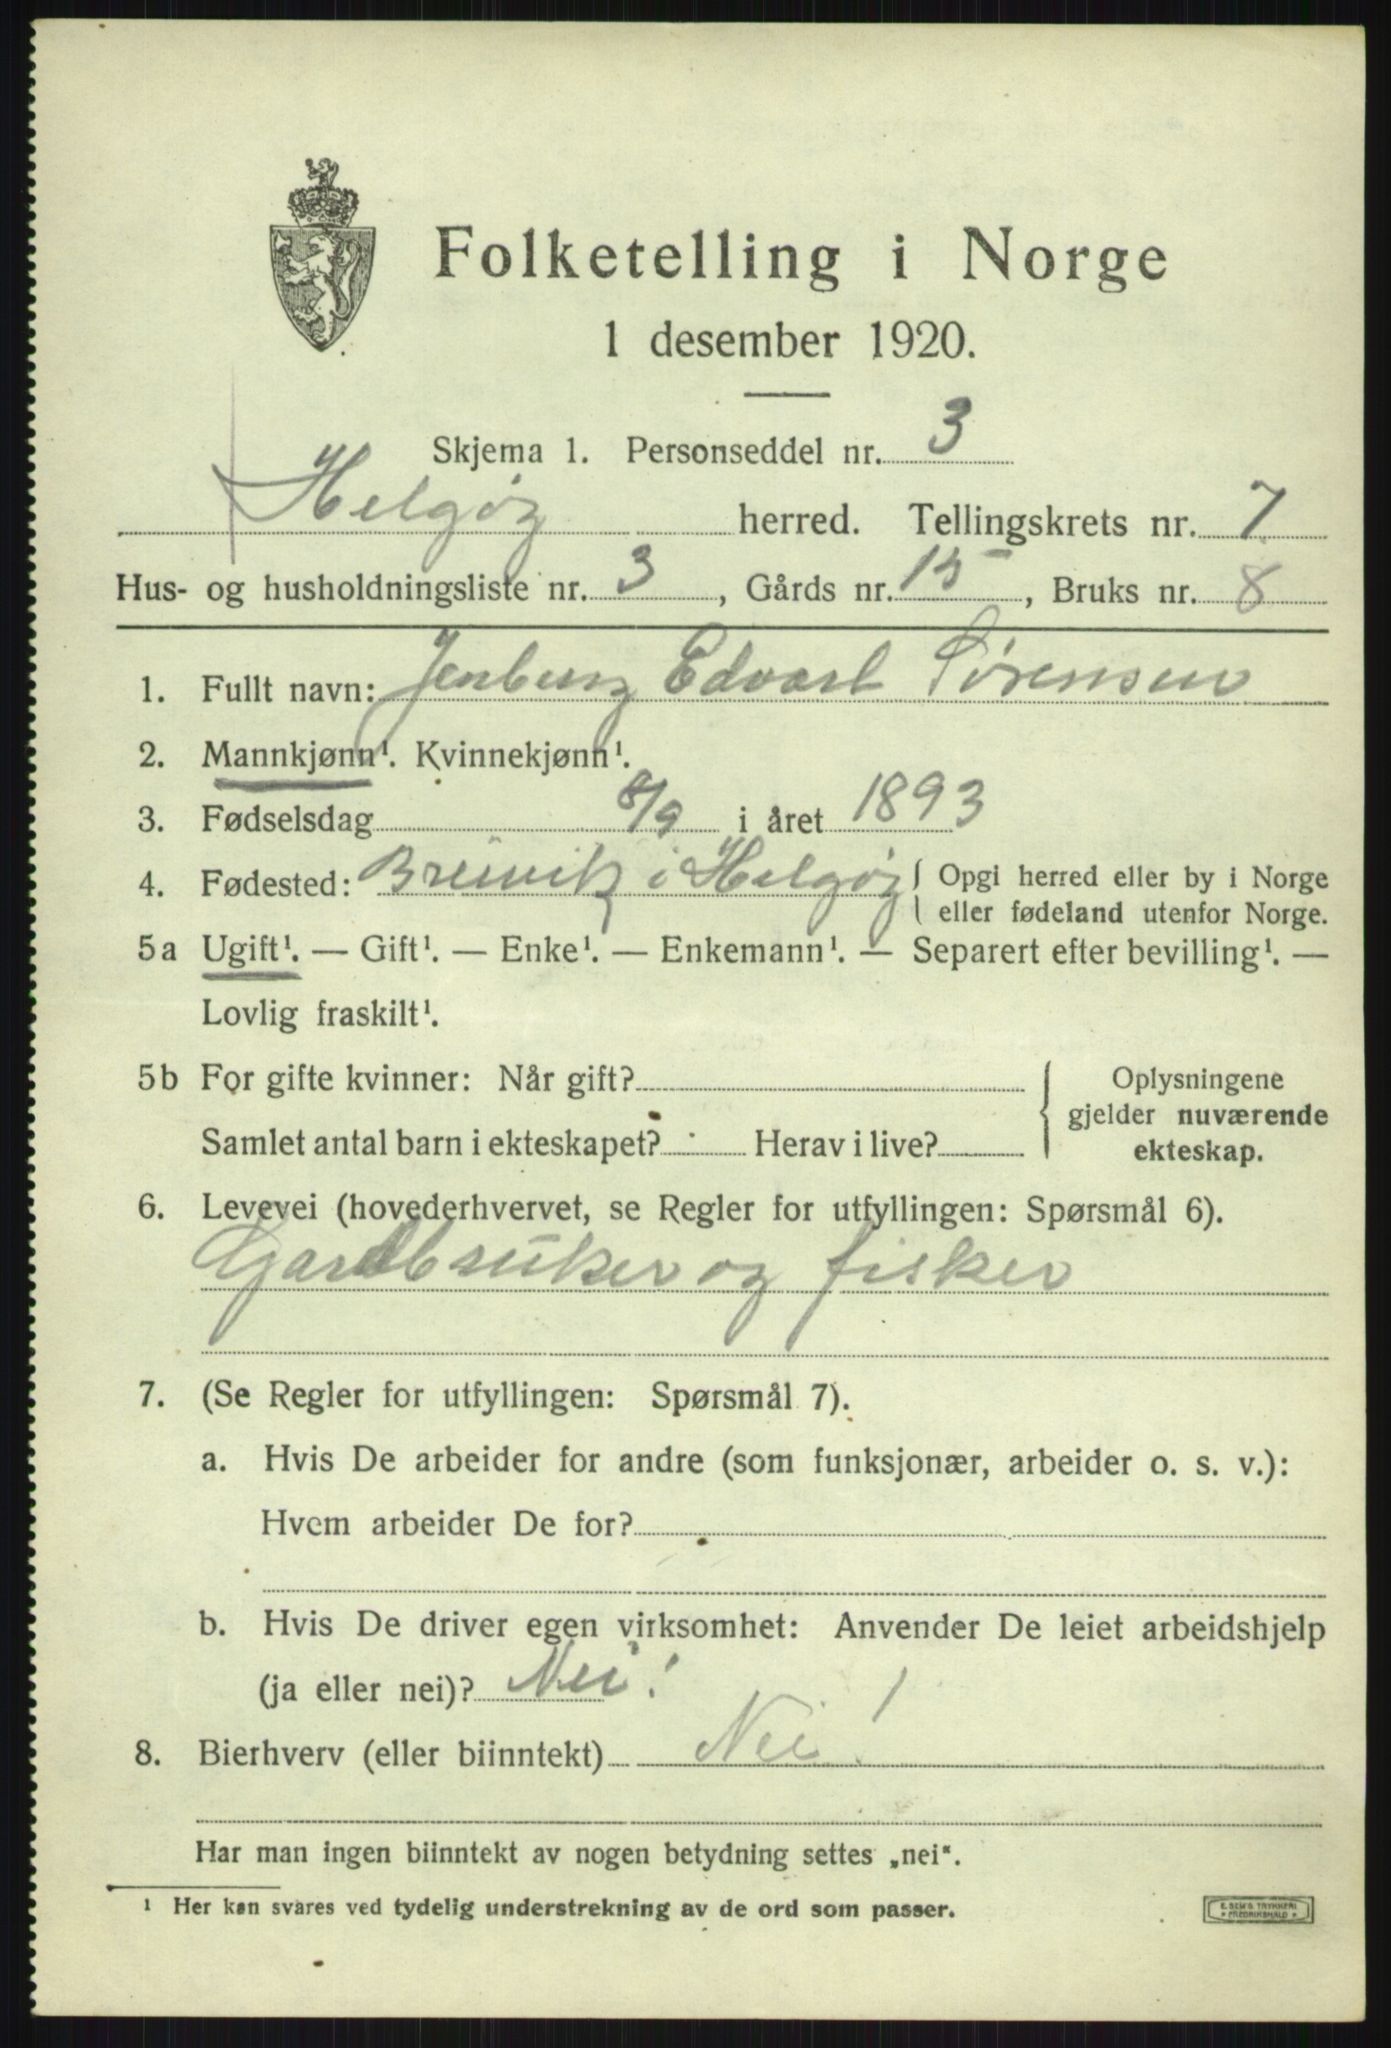 Folketelling i Norge
1 desember 1920.
Skjema 1. Personseddel nr. 3
Helgøy herred. Tellingskrets nr. 7
Hus- og husholdningsliste nr. 3, Gårds nr. 15, Bruks nr. 8
1. Fullt navn: Jenberg Edvart Sørensen
2. Mannkjønn¹. Kvinnekjønn¹.
3. Fødselsdag 8/9 i året 1893
4. Fødested: Breivik i Helgøy { Opgi herred eller by i Norge
eller fødeland utenfor Norge.
5a Ugift¹. — Gift¹. — Enke¹. — Enkemann¹. — Separert efter bevilling¹. —
Lovlig fraskilt¹.
5b For gifte kvinner: Når gift? { Oplysningene
gjelder nuværende
Samlet antal barn i ekteskapet? Herav i live? ekteskap.
6. Levevei (hovederhvervet, se Regler for utfyllingen: Spørsmål 6).
Gardbruker og fisker
7. (Se Regler for utfyllingen: Spørsmål 7).
a. Hvis De arbeider for andre (som funksjonær, arbeider o. s. v.):
Hvem arbeider De for?
b. Hvis De driver egen virksomhet: Anvender De leiet arbeidshjelp
(ja eller nei)? Nei!
8. Bierhverv (eller biinntekt) Nei!
Har man ingen biinntekt av nogen betydning settes „nei".
¹ Her kan svares ved tydelig understrekning av de ord som passer.
E. SEM'S TRYKKERI
* FREDRIKSHALD *